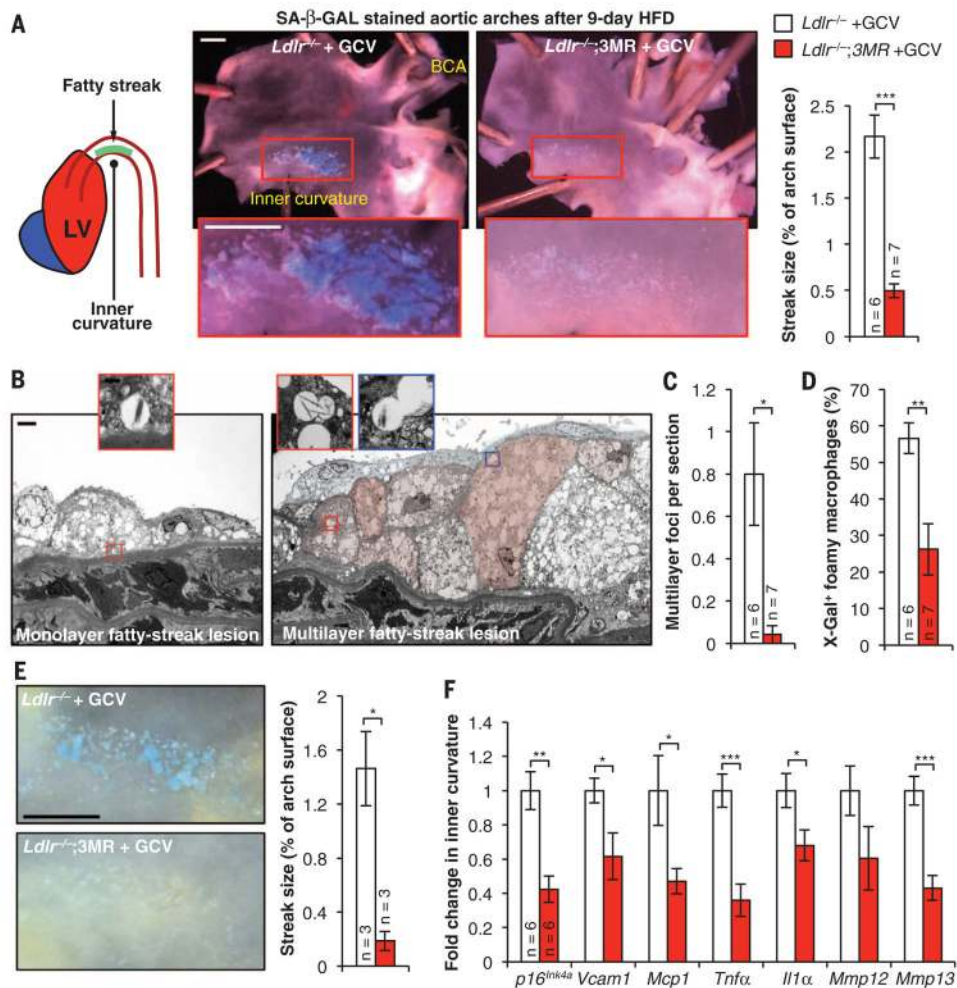 A
SA-β-GAL stained aortic arches after 9-day HFD
Fatty streak
LV
Inner
curvature
Ldlr⁻/⁻ + GCV
BCA
Inner curvature
Ldlr⁻/⁻;3MR + GCV
Ldlr⁻/⁻ +GCV
Ldlr⁻/⁻;3MR +GCV
Streak size (% of arch surface)
2.5
2
1.5
1
0.5
0
***
n = 6
n = 7
B
Monolayer fatty-streak lesion
Multilayer fatty-streak lesion
C
Multilayer foci per section
1.2
1
0.8
0.6
0.4
0.2
0
*
n = 6
n = 7
D
X-Gal⁺ foamy macrophages (%)
70
60
50
40
30
20
10
0
**
n = 6
n = 7
E
Ldlr⁻/⁻ + GCV
Ldlr⁻/⁻;3MR + GCV
Streak size (% of arch surface)
2
1.6
1.2
0.8
0.4
0
*
n = 3
n = 3
F
Fold change in inner curvature
1.4
1.2
1
0.8
0.6
0.4
0.2
0
**
*
*
***
*
***
n = 6
n = 6
p16ᴵⁿᵏ⁴ᵃ Vcam1 Mcp1 Tnfα Il1α Mmp12 Mmp13